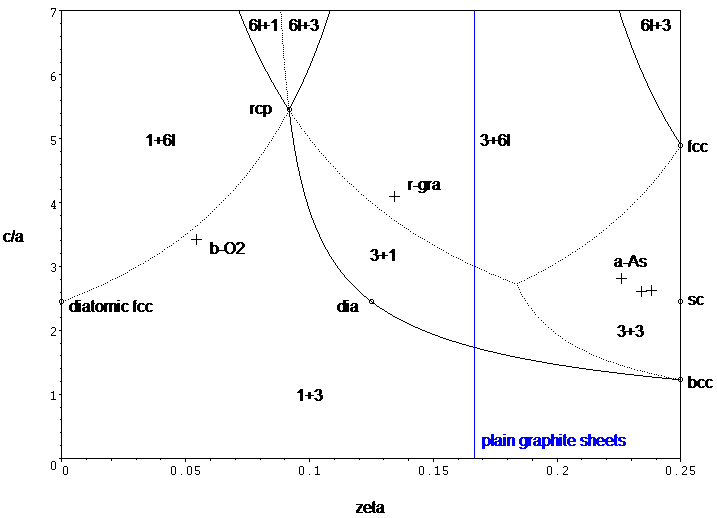 7
6l+1 6l+3 6l+3
6
rcp
5
1+6l 3+6l
fcc
4
r-gra
c/a
b-O2
3+1
a-As
3
diatomic fcc
dia
sc
2
3+3
bcc
1
1+3
plain graphite sheets
0
0 0.05 0.1 0.15 0.2 0.25
zeta